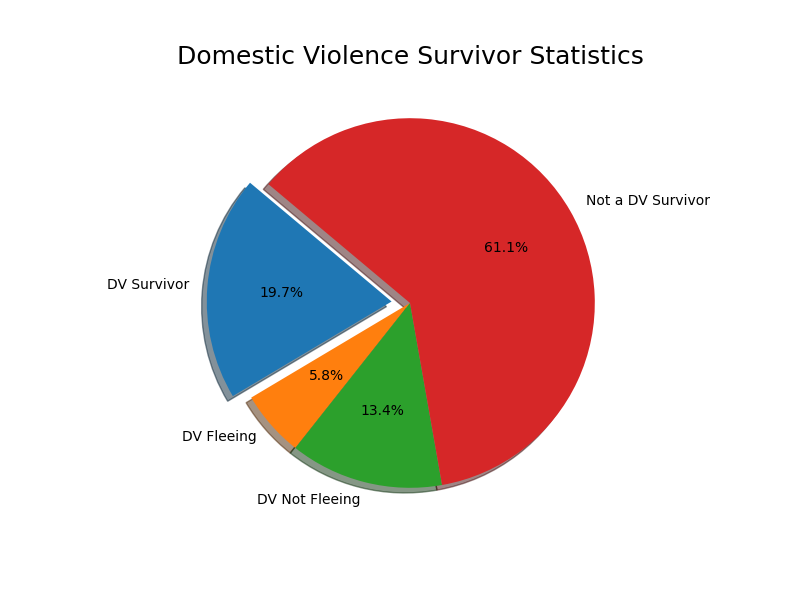 Domestic Violence Survivor Statistics
Not a DV Survivor
61.1%
DV Survivor
19.7%
5.8%
DV Fleeing
13.4%
DV Not Fleeing